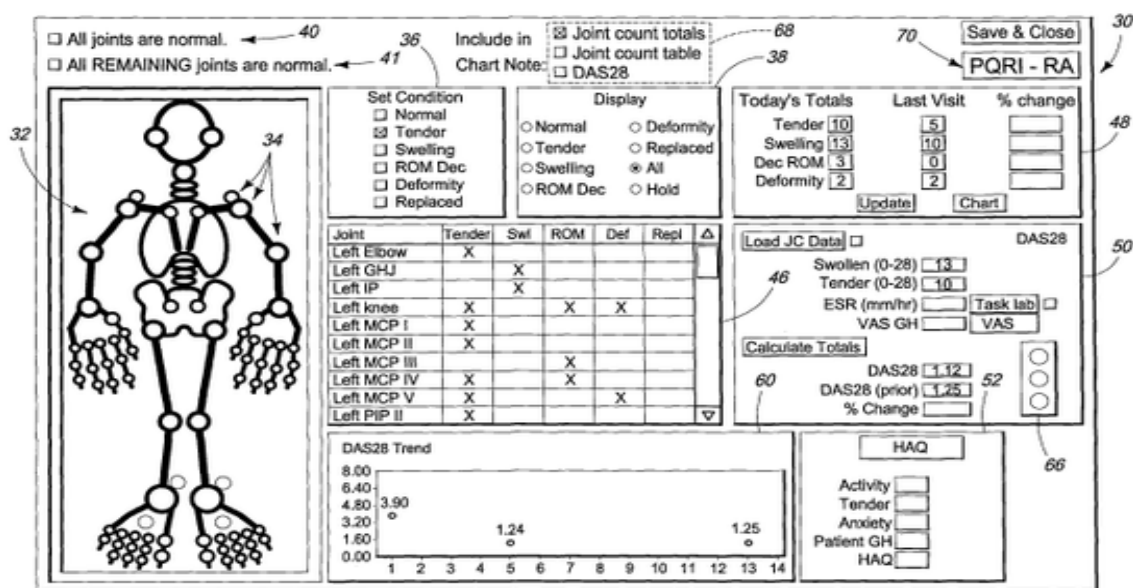 All joints are normal. 40
All REMAINING joints are normal. 41
36
Include in
Chart Note:
Joint count totals
Joint count table
DAS28
68
38
70
Save & Close
PQRI - RA
30
32
34
Set Condition
Normal
Tender
Swelling
ROM Dec
Deformity
Replaced
Display
Normal Deformity
Tender Replaced
Swelling All
ROM Dec Hold
Today's Totals Last Visit % change
Tender 10 5
Swelling 13 10
Dec ROM 3 0
Deformity 2 2
Update Chart
48
Joint Tender Swl ROM Def Repl
Left Elbow X
Left GHJ X
Left IP X
Left knee X X X
Left MCP I X
Left MCP II X
Left MCP III X
Left MCP IV X X
Left MCP V X X
Left PIP II X
46
60
Load JC Data DAS28
Swollen (0-28) 13
Tender (0-28) 10
ESR (mm/hr) Task lab
VAS GH VAS
Calculate Totals
DAS28 1.12
DAS28 (prior) 1.25
% Change
50
52
66
DAS28 Trend
8.00
6.40
4.80
3.20
1.60
0.00
3.90
1.24
1.25
1 2 3 4 5 6 7 8 9 10 11 12 13 14
HAQ
Activity
Tender
Anxiety
Patient GH
HAQ